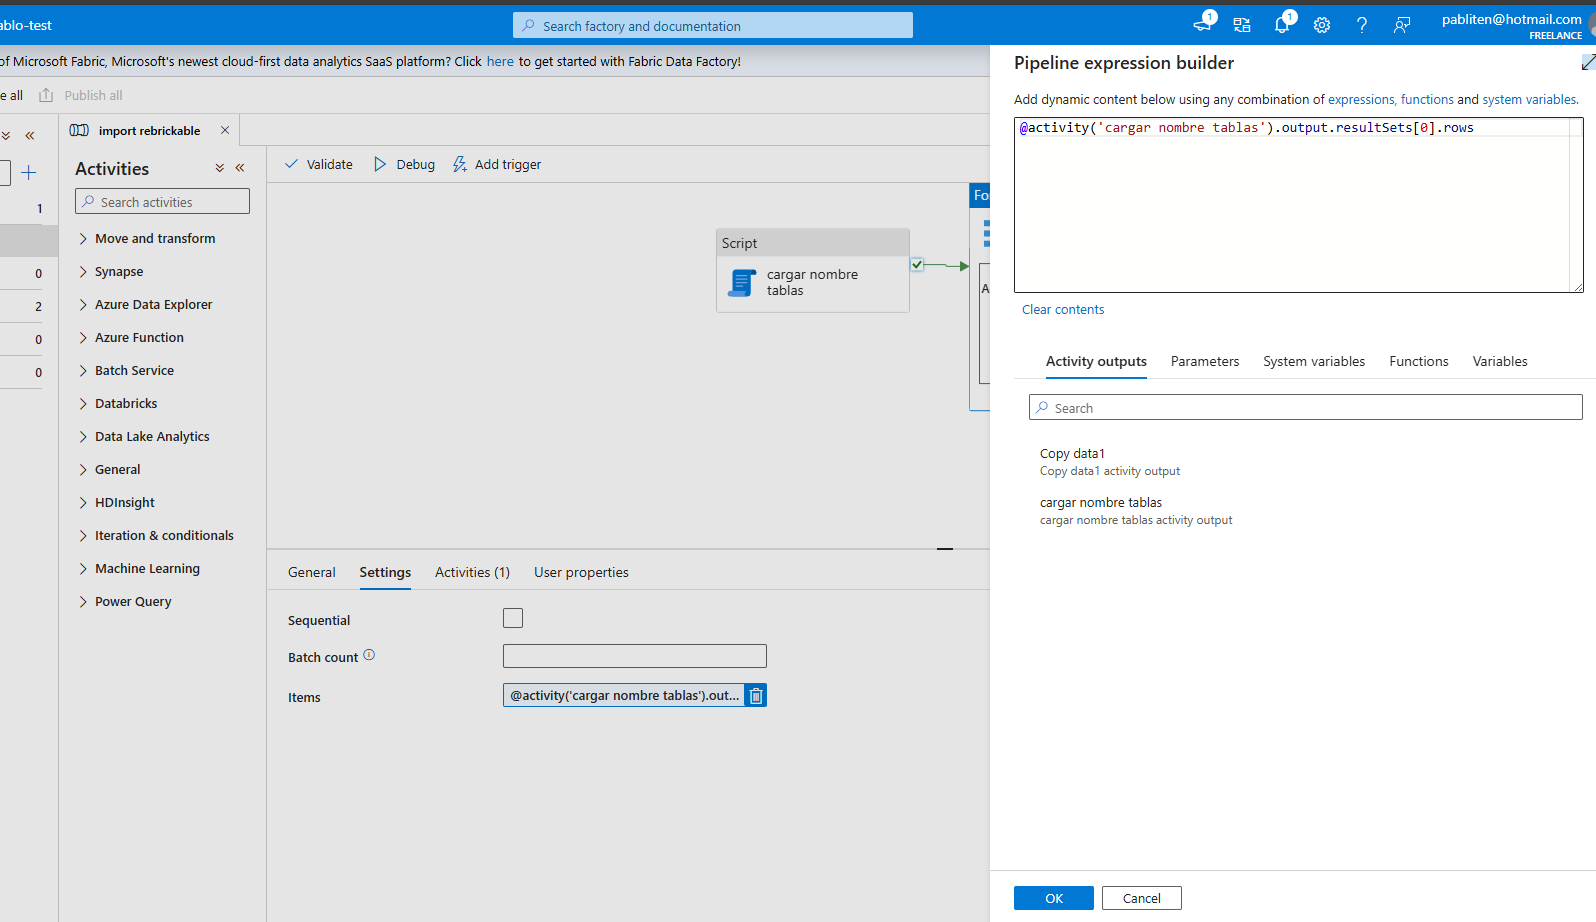 ablo-test
Search factory and documentation
1
1
pabliten@hotmail.com
FREELANCE
of Microsoft Fabric, Microsoft's newest cloud-first data analytics SaaS platform? Click here to get started with Fabric Data Factory!
e all
Publish all
import rebrickable
Activities
Search activities
1
0
2
0
0
Move and transform
Synapse
Azure Data Explorer
Azure Function
Batch Service
Databricks
Data Lake Analytics
General
HDInsight
Iteration & conditionals
Machine Learning
Power Query
Validate
Debug
Add trigger
Script
cargar nombre
tablas
Fo
A
General
Settings
Activities (1)
User properties
Sequential
Batch count
Items
@activity('cargar nombre tablas').out...
Pipeline expression builder
Add dynamic content below using any combination of expressions, functions and system variables.
@activity('cargar nombre tablas').output.resultSets[0].rows
Clear contents
Activity outputs
Parameters
System variables
Functions
Variables
Search
Copy data1
Copy data1 activity output
cargar nombre tablas
cargar nombre tablas activity output
OK
Cancel